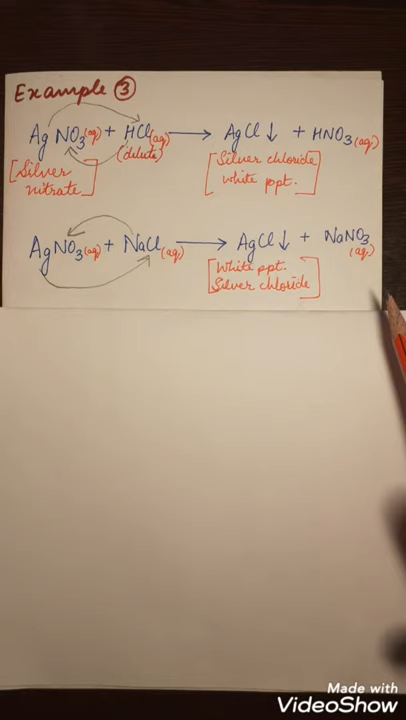 Example ③
AgNO₃(aq) + HCl(aq) ⟶ AgCl↓ + HNO₃(aq)
(dilute)
[Silver nitrate]
[Silver chloride
white ppt.]
AgNO₃(aq) + NaCl(aq) ⟶ AgCl↓ + NaNO₃(aq)
[White ppt.
Silver chloride]
Made with
VideoShow